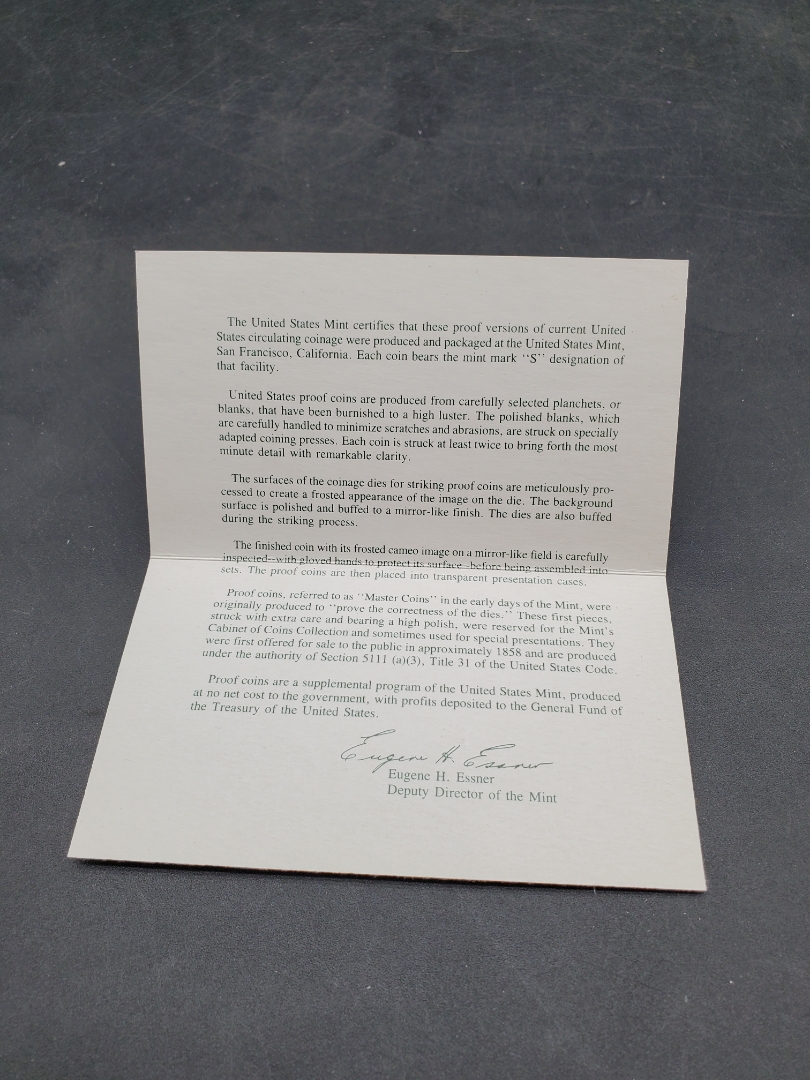 The United States Mint certifies that these proof versions of current United
States circulating coinage were produced and packaged at the United States Mint,
San Francisco, California. Each coin bears the mint mark "S" designation of
that facility.
United States proof coins are produced from carefully selected planchets, or
blanks, that have been burnished to a high luster. The polished blanks, which
are carefully handled to minimize scratches and abrasions, are struck on specially
adapted coining presses. Each coin is struck at least twice to bring forth the most
minute detail with remarkable clarity.
The surfaces of the coinage dies for striking proof coins are meticulously pro-
cessed to create a frosted appearance of the image on the die. The background
surface is polished and buffed to a mirror-like finish. The dies are also buffed
during the striking process.
The finished coin with its frosted cameo image on a mirror-like field is carefully
inspected--with gloved hands to protect its surface--before being assembled into
sets. The proof coins are then placed into transparent presentation cases.
Proof coins, referred to as "Master Coins" in the early days of the Mint, were
originally produced to "prove the correctness of the dies." These first pieces,
struck with extra care and bearing a high polish, were reserved for the Mint's
Cabinet of Coins Collection and sometimes used for special presentations. They
were first offered for sale to the public in approximately 1858 and are produced
under the authority of Section 5111 (a)(3), Title 31 of the United States Code.
Proof coins are a supplemental program of the United States Mint, produced
at no net cost to the government, with profits deposited to the General Fund of
the Treasury of the United States.
Eugene H. Essner
Eugene H. Essner
Deputy Director of the Mint